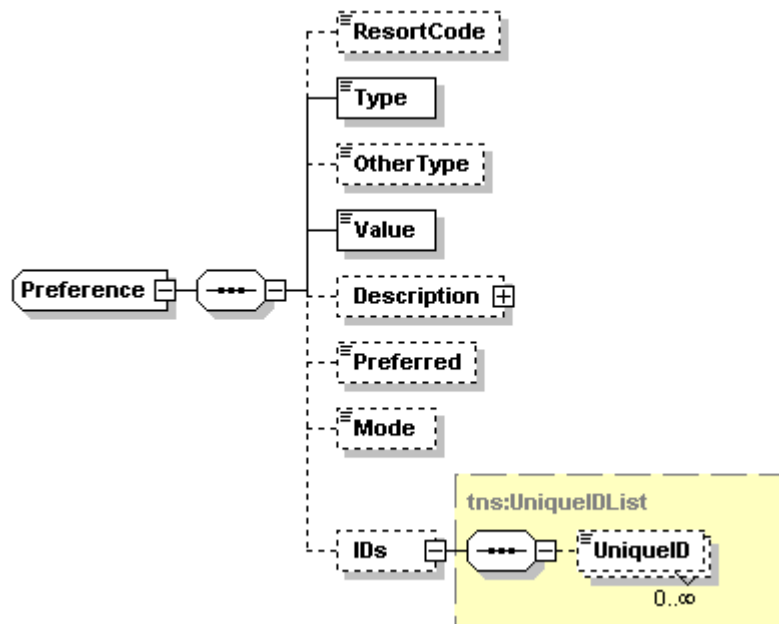 ResortCode
Type
OtherType
Value
Preference
Description
Preferred
Mode
tns:UniqueIDList
IDs
UniqueID
0..∞